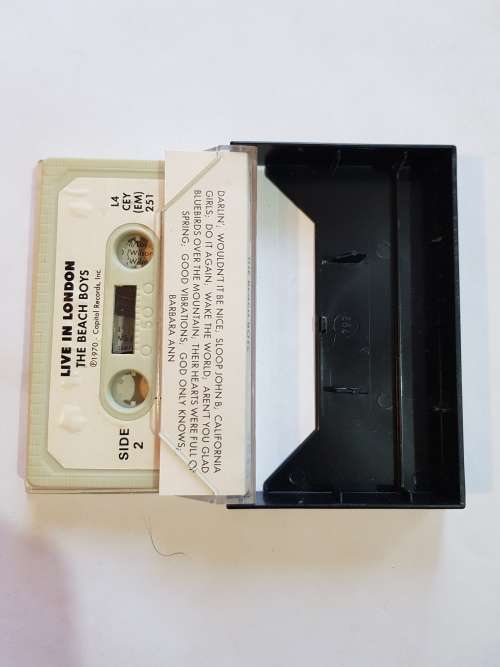 LIVE IN LONDON
THE BEACH BOYS
℗1970 Capitol Records, Inc.
L4
CEY
(EM)
251
SIDE
2
DARLIN', WOULDN'T IT BE NICE, SLOOP JOHN B, CALIFORNIA
GIRLS, DO IT AGAIN, WAKE THE WORLD, AREN'T YOU GLAD
BLUEBIRDS OVER THE MOUNTAIN, THEIR HEARTS WERE FULL OF
SPRING, GOOD VIBRATIONS, GOD ONLY KNOWS,
BARBARA ANN